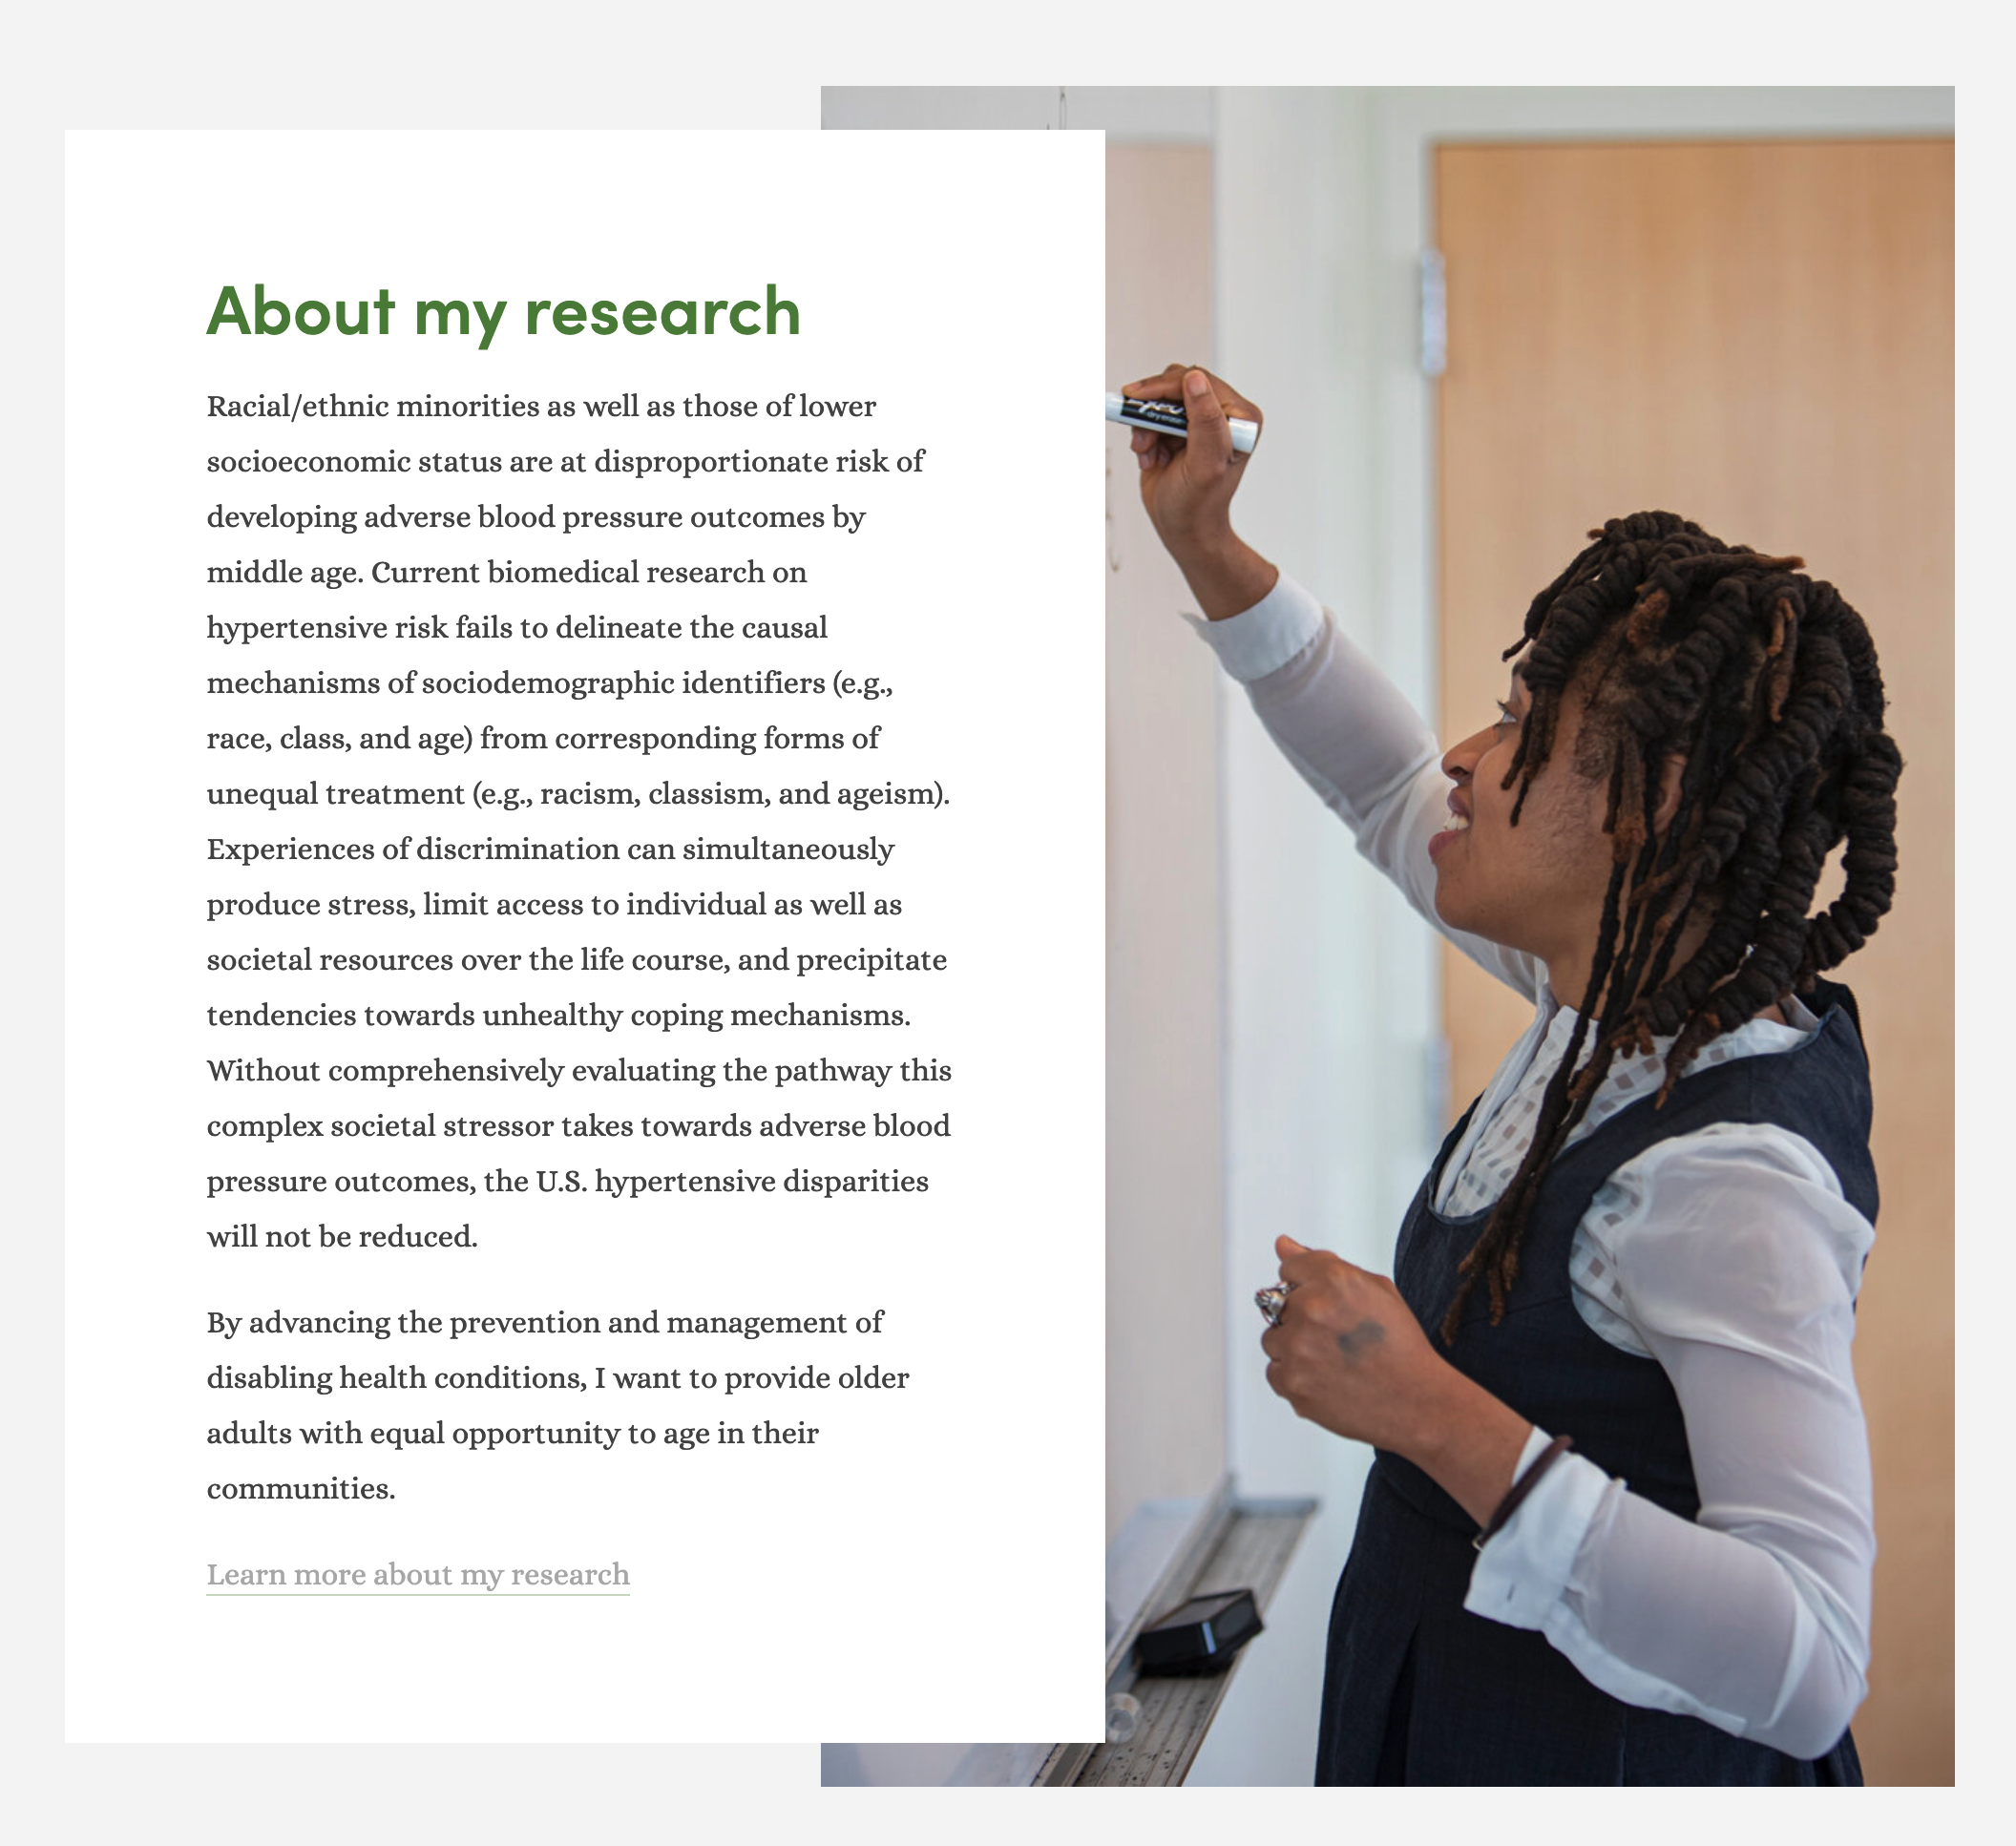 About my research
Racial/ethnic minorities as well as those of lower
socioeconomic status are at disproportionate risk of
developing adverse blood pressure outcomes by
middle age. Current biomedical research on
hypertensive risk fails to delineate the causal
mechanisms of sociodemographic identifiers (e.g.,
race, class, and age) from corresponding forms of
unequal treatment (e.g., racism, classism, and ageism).
Experiences of discrimination can simultaneously
produce stress, limit access to individual as well as
societal resources over the life course, and precipitate
tendencies towards unhealthy coping mechanisms.
Without comprehensively evaluating the pathway this
complex societal stressor takes towards adverse blood
pressure outcomes, the U.S. hypertensive disparities
will not be reduced.
By advancing the prevention and management of
disabling health conditions, I want to provide older
adults with equal opportunity to age in their
communities.
Learn more about my research